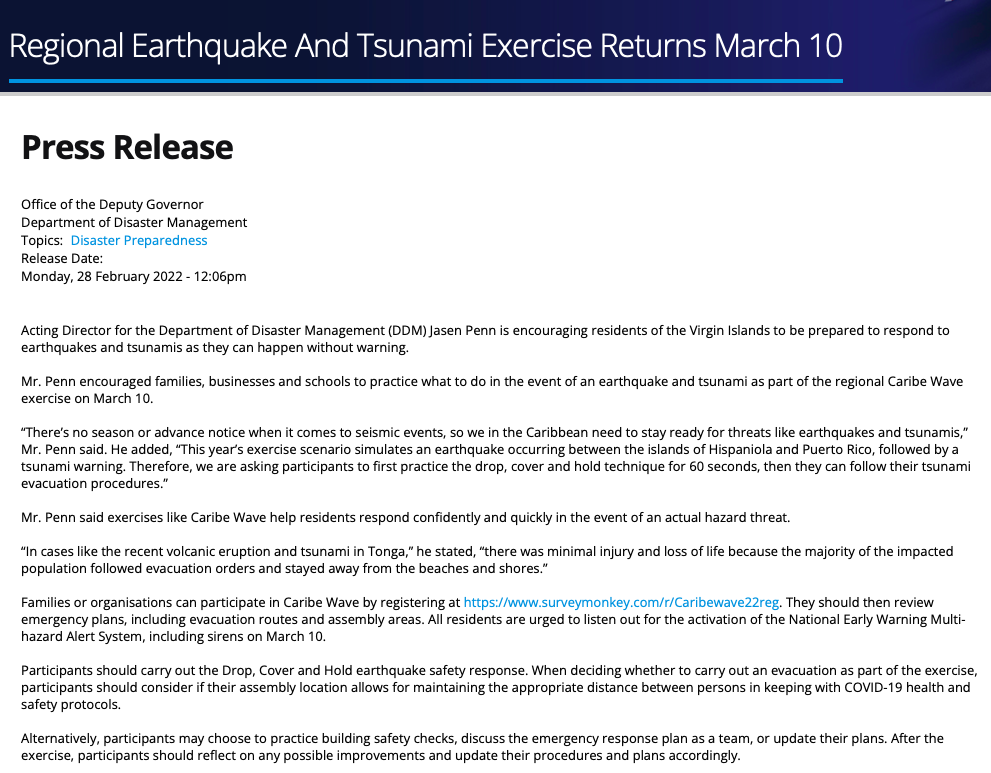 Regional Earthquake And Tsunami Exercise Returns March 10
Press Release
Office of the Deputy Governor
Department of Disaster Management
Topics: Disaster Preparedness
Release Date:
Monday, 28 February 2022 - 12:06pm
Acting Director for the Department of Disaster Management (DDM) Jasen Penn is encouraging residents of the Virgin Islands to be prepared to respond to
earthquakes and tsunamis as they can happen without warning.
Mr. Penn encouraged families, businesses and schools to practice what to do in the event of an earthquake and tsunami as part of the regional Caribe Wave
exercise on March 10.
“There’s no season or advance notice when it comes to seismic events, so we in the Caribbean need to stay ready for threats like earthquakes and tsunamis,”
Mr. Penn said. He added, “This year’s exercise scenario simulates an earthquake occurring between the islands of Hispaniola and Puerto Rico, followed by a
tsunami warning. Therefore, we are asking participants to first practice the drop, cover and hold technique for 60 seconds, then they can follow their tsunami
evacuation procedures.”
Mr. Penn said exercises like Caribe Wave help residents respond confidently and quickly in the event of an actual hazard threat.
“In cases like the recent volcanic eruption and tsunami in Tonga,” he stated, “there was minimal injury and loss of life because the majority of the impacted
population followed evacuation orders and stayed away from the beaches and shores.”
Families or organisations can participate in Caribe Wave by registering at https://www.surveymonkey.com/r/Caribewave22reg. They should then review
emergency plans, including evacuation routes and assembly areas. All residents are urged to listen out for the activation of the National Early Warning Multi-
hazard Alert System, including sirens on March 10.
Participants should carry out the Drop, Cover and Hold earthquake safety response. When deciding whether to carry out an evacuation as part of the exercise,
participants should consider if their assembly location allows for maintaining the appropriate distance between persons in keeping with COVID-19 health and
safety protocols.
Alternatively, participants may choose to practice building safety checks, discuss the emergency response plan as a team, or update their plans. After the
exercise, participants should reflect on any possible improvements and update their procedures and plans accordingly.